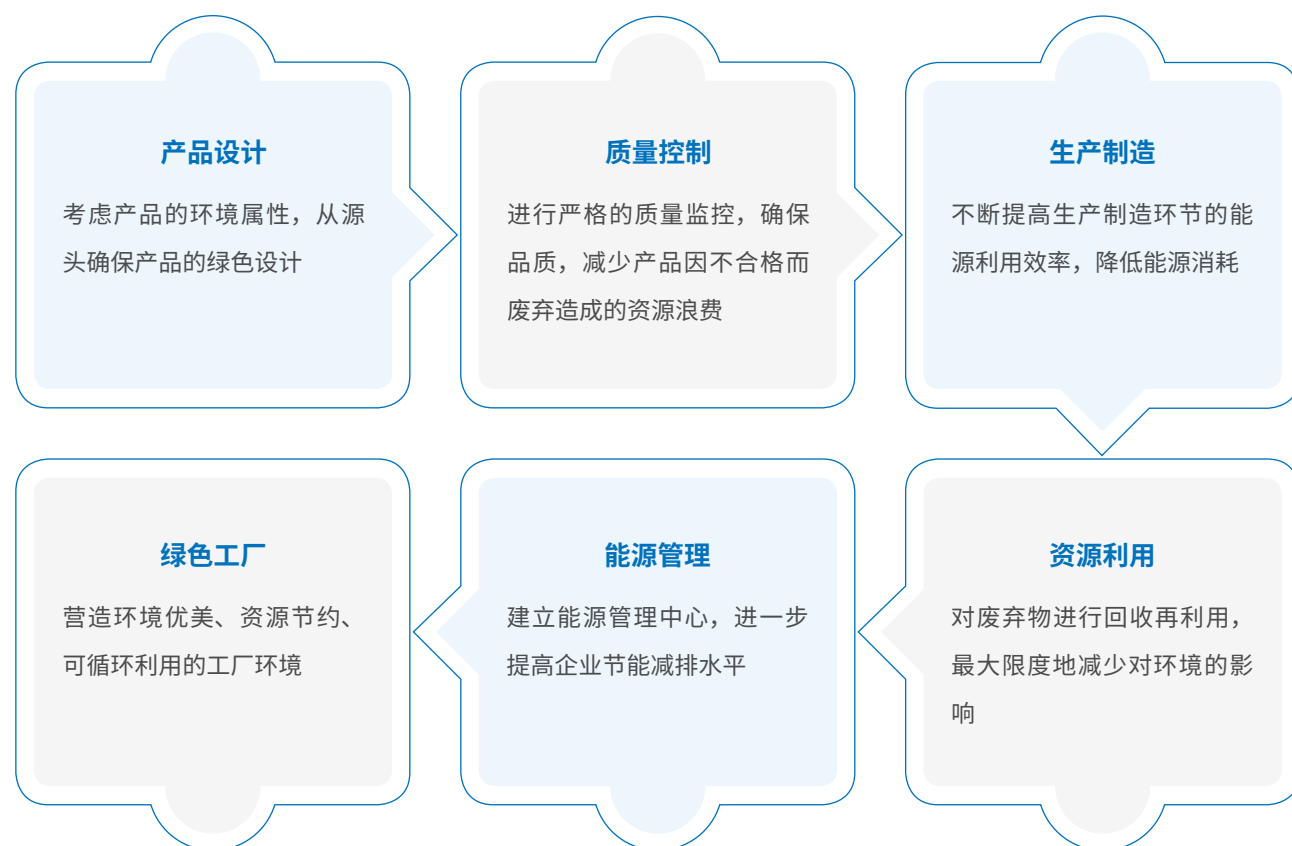 产品设计
考虑产品的环境属性，从源
头确保产品的绿色设计
质量控制
进行严格的质量监控，确保
品质，减少产品因不合格而
废弃造成的资源浪费
生产制造
不断提高生产制造环节的能
源利用效率，降低能源消耗
资源利用
对废弃物进行回收再利用，
最大限度地减少对环境的影
响
能源管理
建立能源管理中心，进一步
提高企业节能减排水平
绿色工厂
营造环境优美、资源节约、
可循环利用的工厂环境